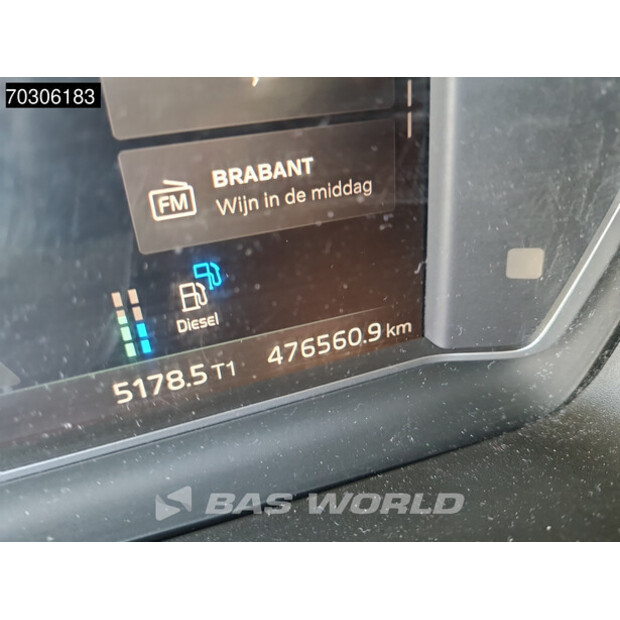 70306183
BRABANT
FM
Wijn in de middag
Diesel
5178.5 T1 476560.9 km
BAS WORLD